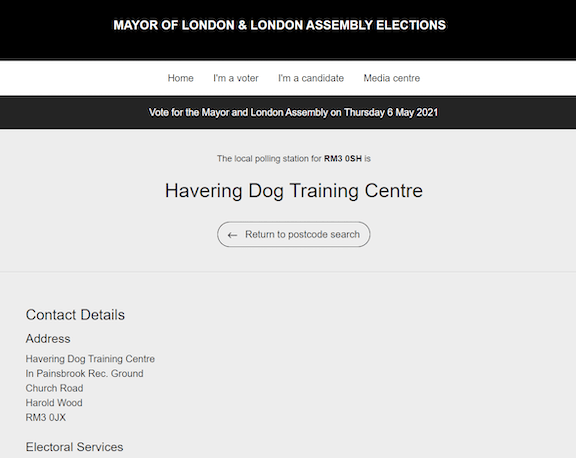 MAYOR OF LONDON & LONDON ASSEMBLY ELECTIONS
Home I'm a voter I'm a candidate Media centre
Vote for the Mayor and London Assembly on Thursday 6 May 2021
The local polling station for RM3 0SH is
Havering Dog Training Centre
← Return to postcode search
Contact Details
Address
Havering Dog Training Centre
In Painsbrook Rec. Ground
Church Road
Harold Wood
RM3 0JX
Electoral Services